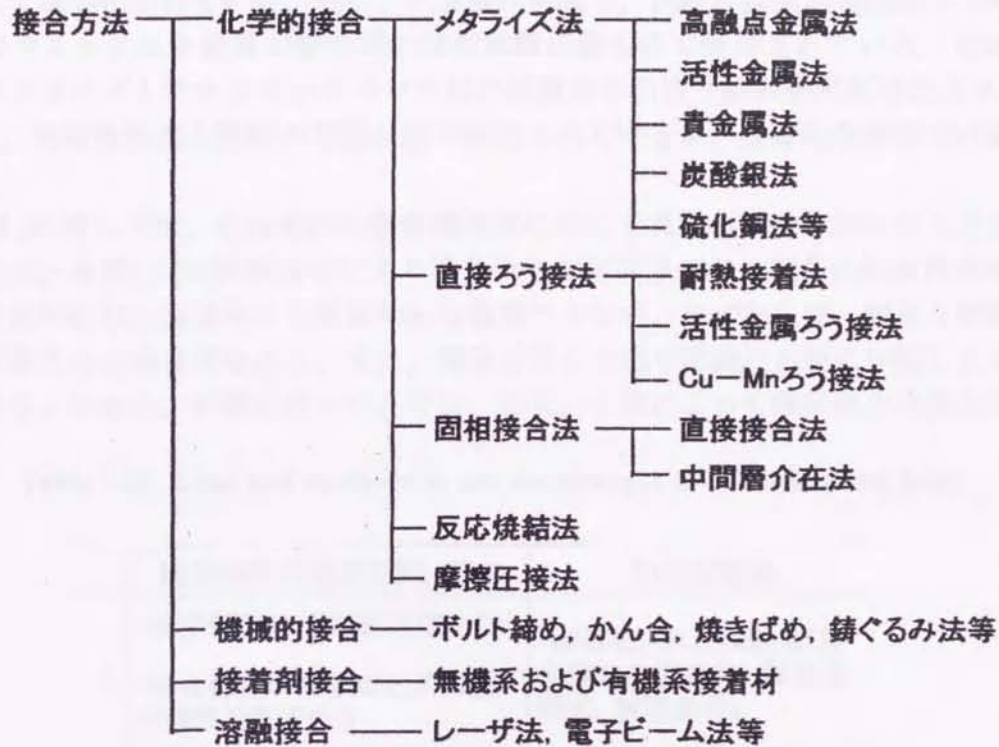 接合方法 化学的接合 メタライズ法 高融点金属法
活性金属法
貴金属法
炭酸銀法
硫化銅法等
直接ろう接法 耐熱接着法
活性金属ろう接法
Cu－Mnろう接法
固相接合法 直接接合法
中間層介在法
反応焼結法
摩擦圧接法
機械的接合 ボルト締め, かん合, 焼きばめ, 鋳ぐるみ法等
接着剤接合 無機系および有機系接着材
溶融接合 レーザ法, 電子ビーム法等